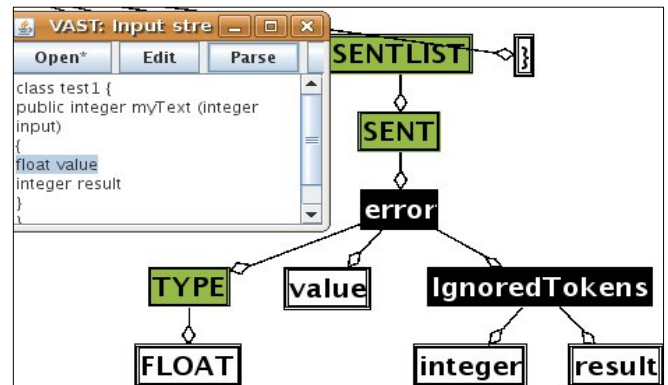 VAST: Input stre
Open* Edit Parse
class test1 {
public integer myText (integer
input)
{
float value
integer result
}
}
SENTLIST }
SENT
error
TYPE value IgnoredTokens
FLOAT integer result